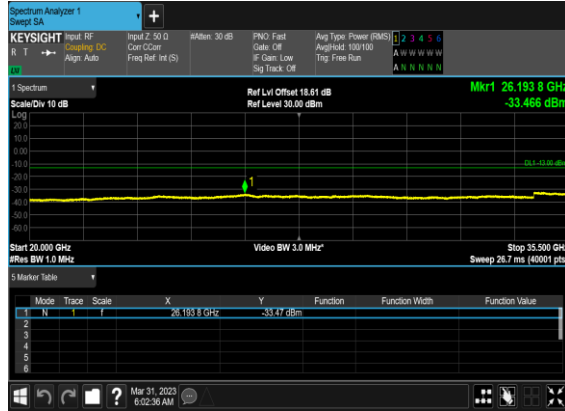 Spectrum Analyzer 1
Swept SA
+
KEYSIGHT Input: RF Input Z: 50 Ω #Atten: 30 dB PNO: Fast Avg Type: Power (RMS) 1 2 3 4 5 6
R T Coupling: DC Corr CCorr Gate: Off Avg|Hold: 100/100 A W W W W W
Align: Auto Freq Ref: Int (S) IF Gain: Low Trig: Free Run
Sig Track: Off A N N N N N
1 Spectrum
Ref Lvl Offset 18.61 dB Mkr1 26.193 8 GHz
Scale/Div 10 dB Ref Level 30.00 dBm -33.466 dBm
Log
20.0
10.0
0.00
-10.0
DL1 -13.00 dBm
-20.0
1
-30.0
-40.0
-50.0
-60.0
Start 20.000 GHz Video BW 3.0 MHz* Stop 35.500 GHz
#Res BW 1.0 MHz Sweep 26.7 ms (40001 pts
5 Marker Table
Mode Trace Scale X Y Function Function Width Function Value
1 N 1 f 26.193 8 GHz -33.47 dBm
2
3
4
5
6
?
Mar 31, 2023
6:02:36 AM